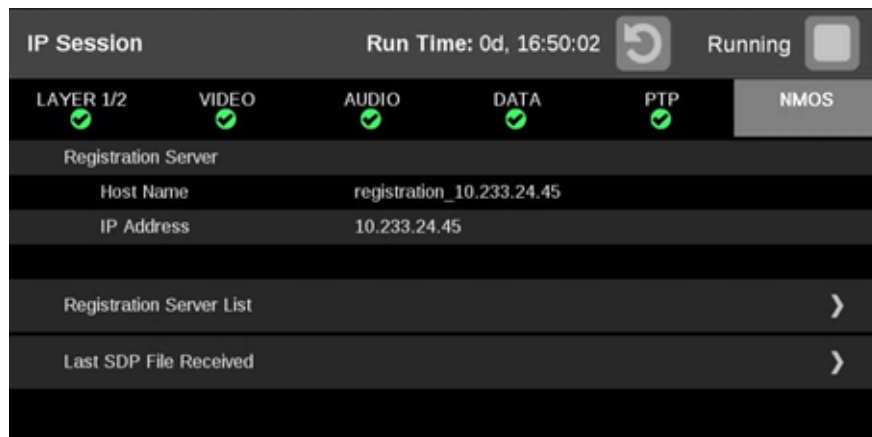 IP Session Run Time: 0d, 16:50:02 Running
LAYER 1/2 VIDEO AUDIO DATA PTP NMOS
Registration Server
Host Name registration_10.233.24.45
IP Address 10.233.24.45
Registration Server List
Last SDP File Received